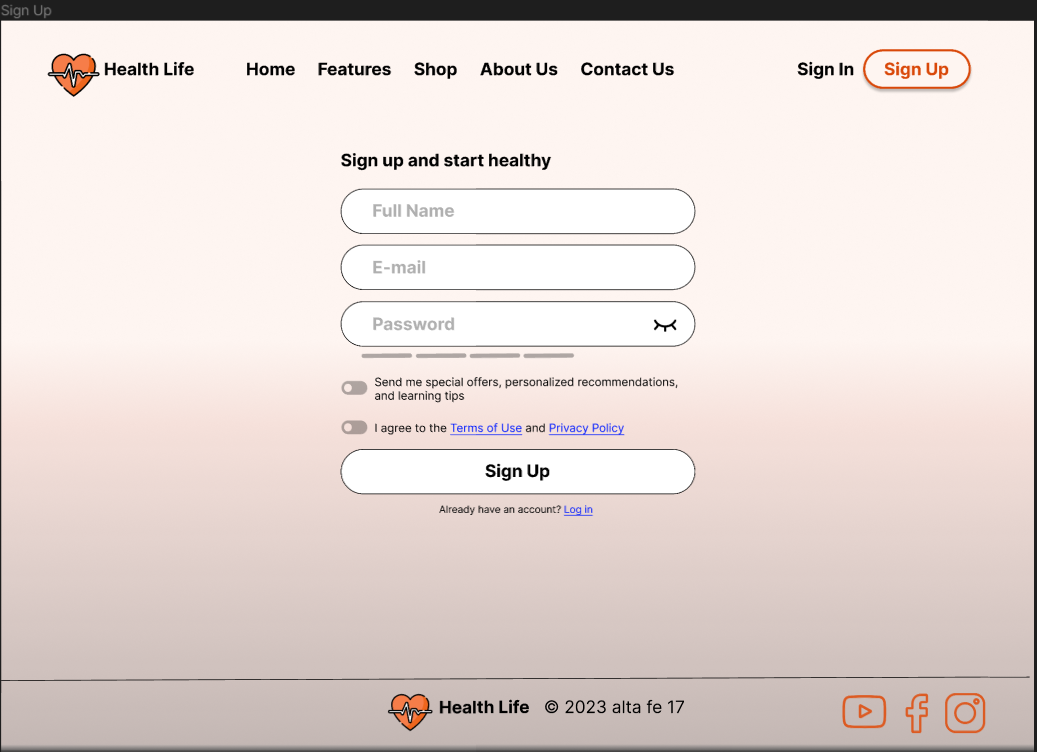 Sign Up
Health Life Home Features Shop About Us Contact Us Sign In Sign Up
Sign up and start healthy
Full Name
E-mail
Password
Send me special offers, personalized recommendations,
and learning tips
I agree to the Terms of Use and Privacy Policy
Sign Up
Already have an account? Log in
Health Life © 2023 alta fe 17